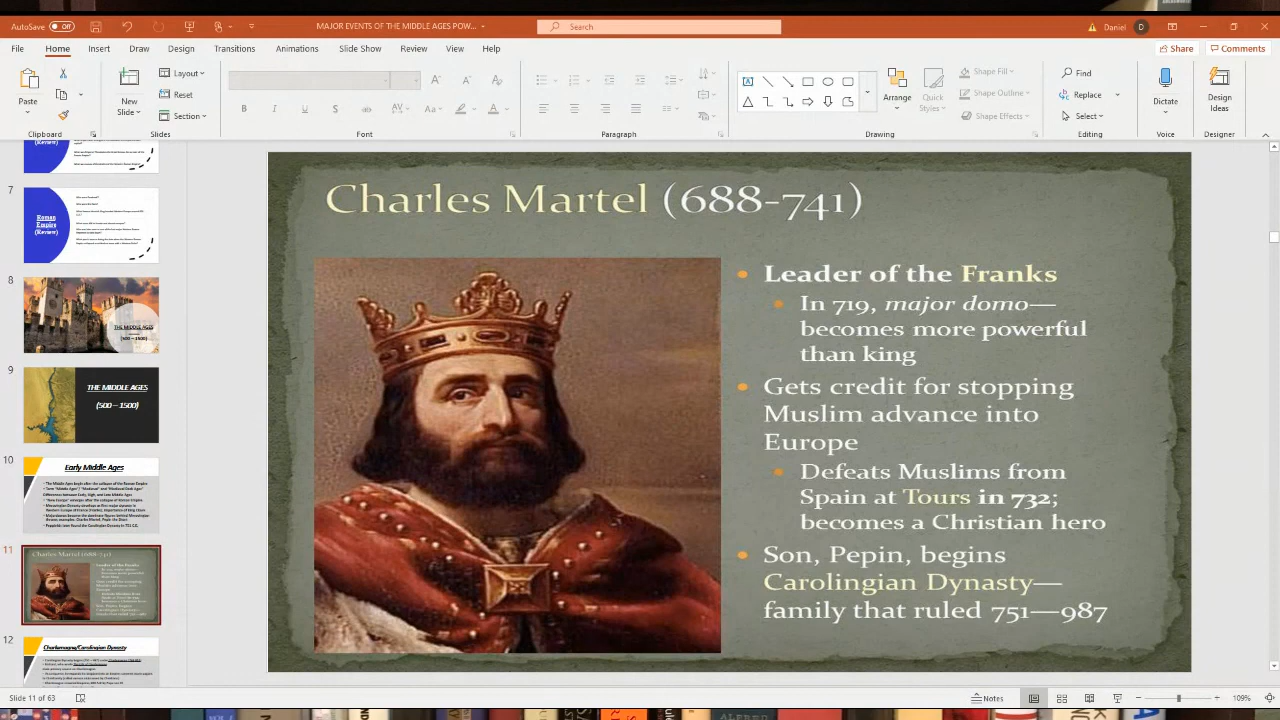 AutoSave Off
MAJOR EVENTS OF THE MIDDLE AGES POW...
Search
Daniel D
File Home Insert Draw Design Transitions Animations Slide Show Review View Help
Share Comments
Paste
New
Slide
Layout
Reset
Section
Arrange
Quick
Styles
Shape Fill
Shape Outline
Shape Effects
Find
Replace
Select
Dictate
Design
Ideas
Clipboard Slides Font Paragraph Drawing Editing Voice Designer
7
Roman
Empire
(Review)
8
THE MIDDLE AGES
(500 – 1500)
9
THE MIDDLE AGES
(500 – 1500)
10
Early Middle Ages
11
12
Charlemagne/Carolingian Dynasty
Charles Martel (688-741)
Leader of the Franks
In 719, major domo—
becomes more powerful
than king
Gets credit for stopping
Muslim advance into
Europe
Defeats Muslims from
Spain at Tours in 732;
becomes a Christian hero
Son, Pepin, begins
Carolingian Dynasty—
family that ruled 751—987
Slide 11 of 63
Notes
109%